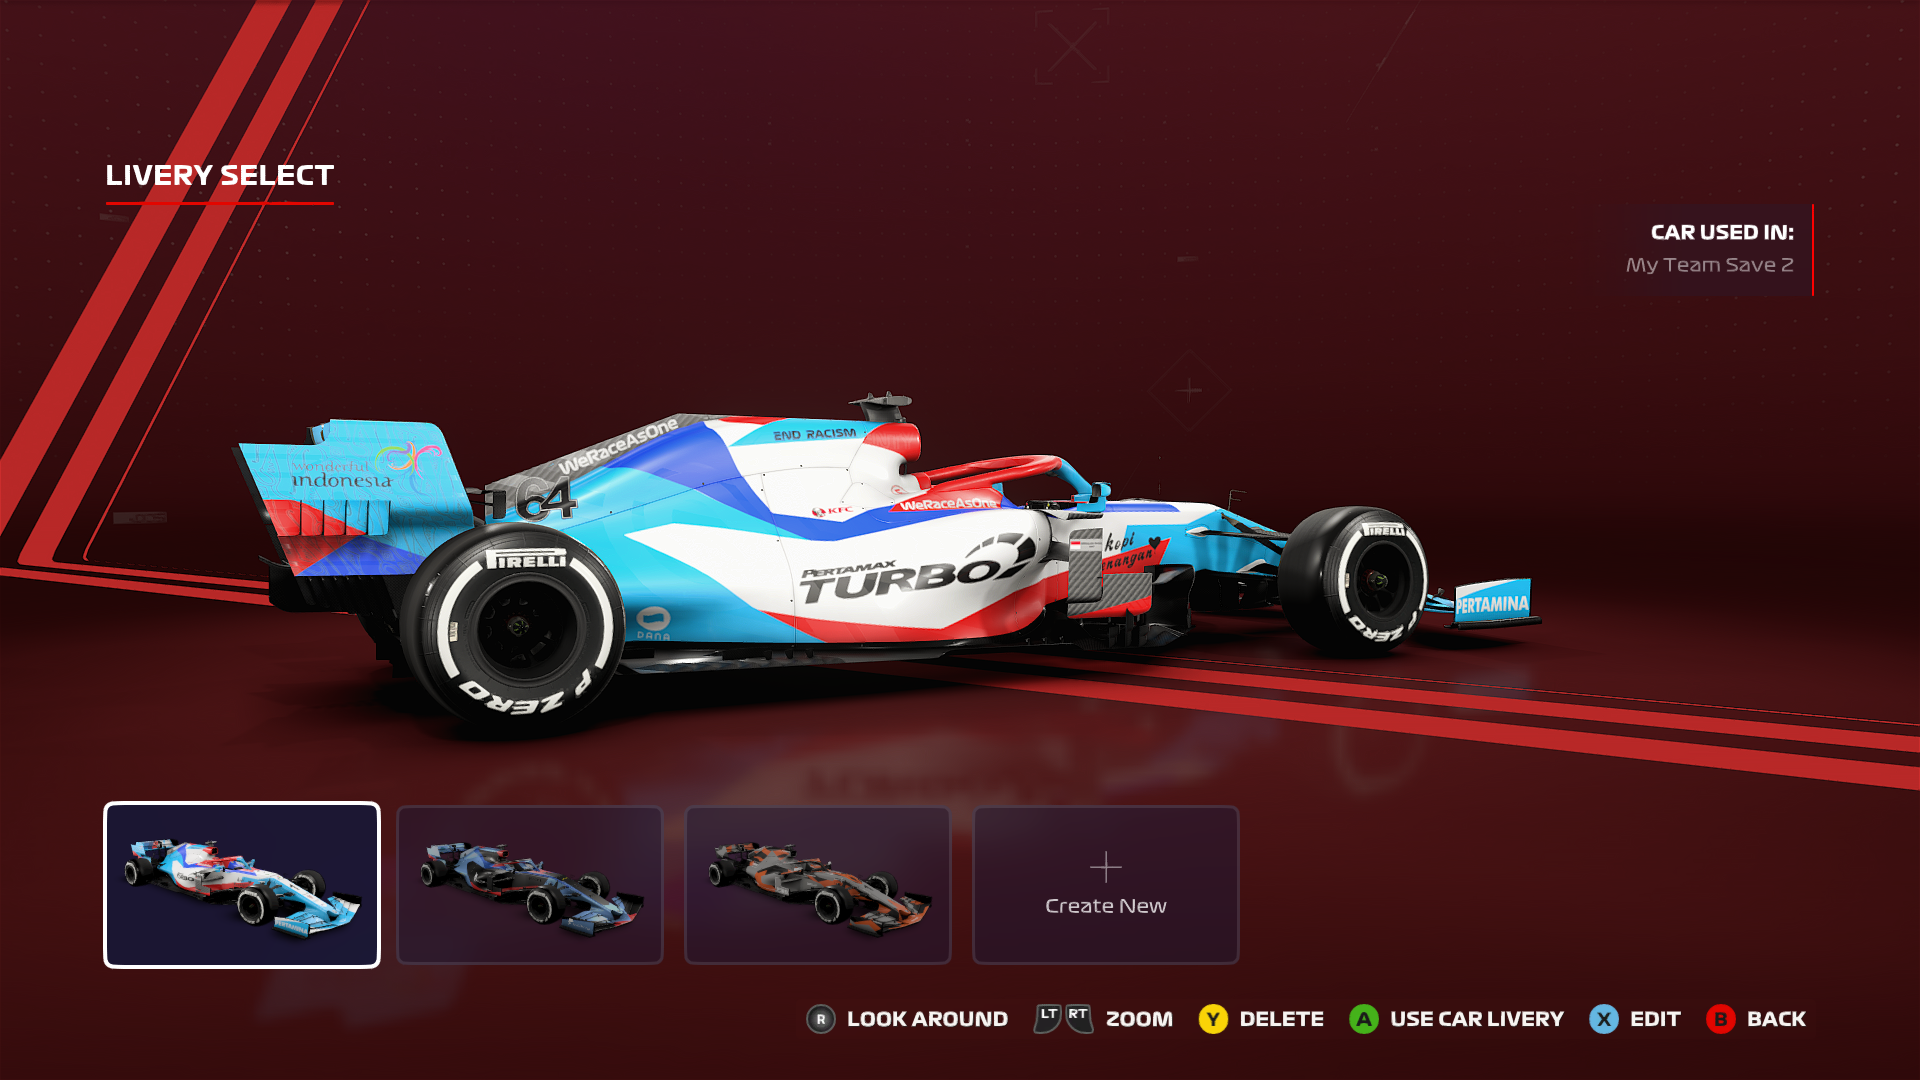 LIVERY SELECT
CAR USED IN:
My Team Save 2
WeRaceAsOne
END RACISM
wonderful
indonesia
164
KFC
WeRaceAsOne
PIRELLI
P ZERO
DANA
PERTAMAX
TURBO
kopi
kenangan
PIRELLI
P ZERO
PERTAMINA
Create New
R LOOK AROUND
LT RT ZOOM
Y DELETE
A USE CAR LIVERY
X EDIT
B BACK